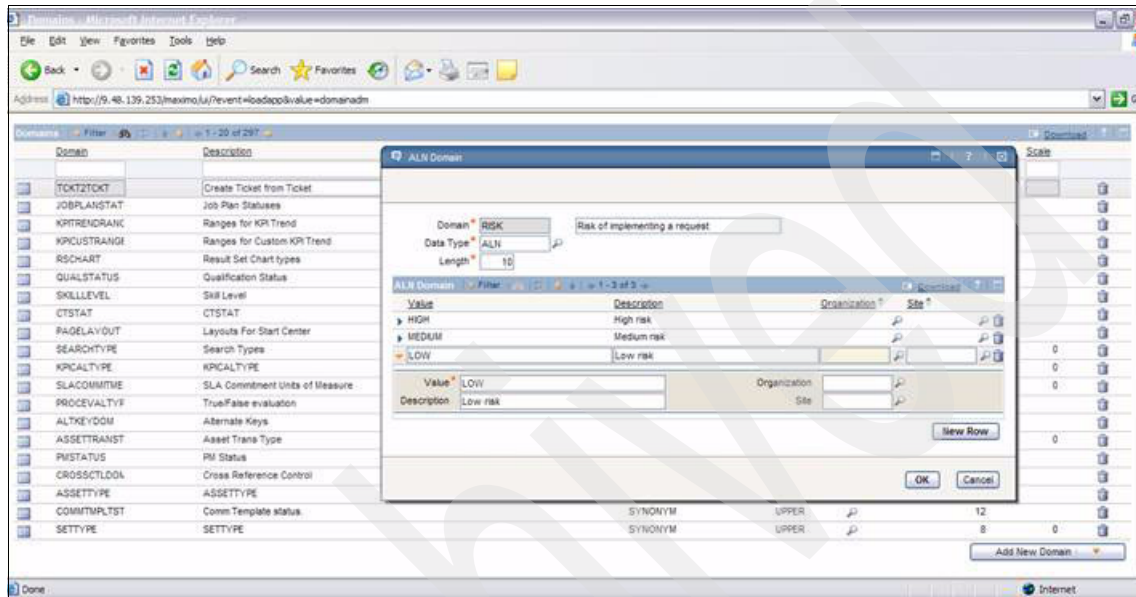 Domains - Microsoft Internet Explorer
File Edit View Favorites Tools Help
Back Search Favorites
Address http://9.48.139.253/maximo/ui/?event=loadapp&value=domainadm
Domains Filter 1 - 20 of 297 Download
Domain Description Scale
TCKT2TCKT Create Ticket from Ticket
JOBPLANSTAT Job Plan Statuses
KPITRENDRANG Ranges for KPI Trend
KPICUSTRANGE Ranges for Custom KPI Trend
RSCHART Result Set Chart types
QUALSTATUS Qualification Status
SKILLLEVEL Skill Level
CTSTAT CTSTAT
PAGELAYOUT Layouts For Start Center
SEARCHTYPE Search Types 0
KPICALTYPE KPICALTYPE 0
SLACOMMITME SLA Commitment Units of Measure 0
PROCEVALTYP True/False evaluation
ALTKEYDOM Alternate Keys
ASSETTRANST Asset Trans Type 0
PMSTATUS PM Status
CROSSCTLDOM Cross Reference Control
ASSETTYPE ASSETTYPE
COMMTMPLTST Comm Template status. SYNONYM UPPER 12
SETTYPE SETTYPE SYNONYM UPPER 8 0
Add New Domain
ALN Domain
Domain * RISK Risk of implementing a request
Data Type * ALN
Length * 10
ALN Domain Filter 1 - 3 of 3 Download
Value Description Organization Site
HIGH High risk
MEDIUM Medium risk
LOW Low risk
Value * LOW Organization
Description Low risk Site
New Row
OK Cancel
Done Internet